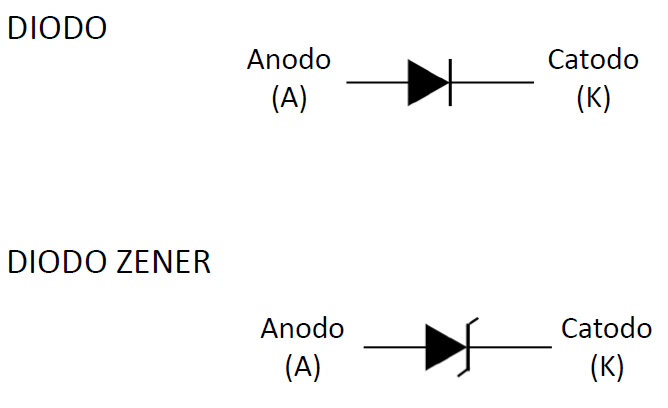 DIODO
Anodo
(A)
Catodo
(K)
DIODO ZENER
Anodo
(A)
Catodo
(K)